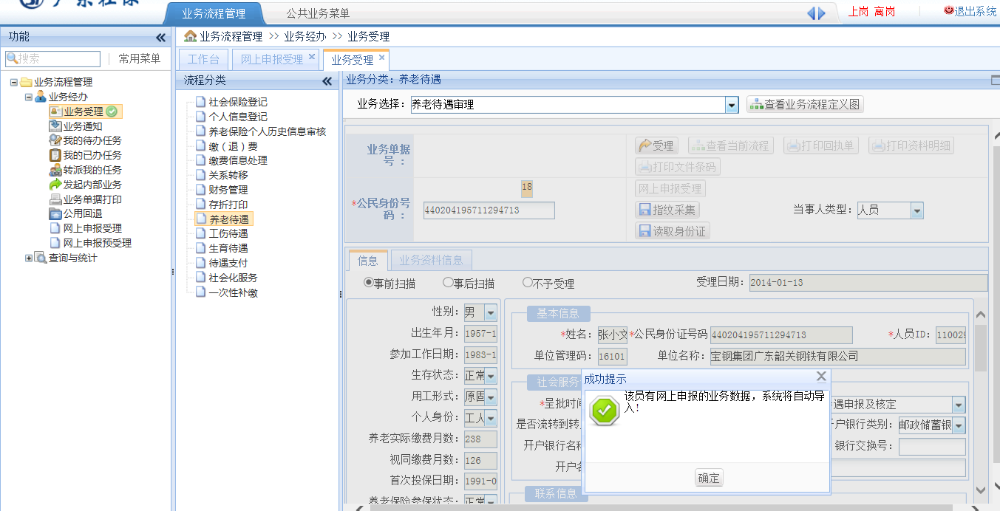 业务流程管理 公共业务菜单 上岗 离岗 退出系统
功能
搜索 常用菜单
业务流程管理
业务经办
业务受理
业务通知
我的待办任务
我的已办任务
转派我的任务
发起内部业务
业务单据打印
公用回退
网上申报受理
网上申报预受理
查询与统计
业务流程管理 >> 业务经办 >> 业务受理
工作台 网上申报受理 业务受理
流程分类
社会保险登记
个人信息登记
养老保险个人历史信息审核
缴（退）费
缴费信息处理
关系转移
财务管理
存折打印
养老待遇
工伤待遇
生育待遇
待遇支付
社会化服务
一次性补缴
业务分类：养老待遇
业务选择： 养老待遇审理 查看业务流程定义图
业务单据
号 ：
受理 查看当前流程 打印回执单 打印资料明细
打印文件条码
18
*公民身份号
码 ：
440204195711294713
网上申报受理
指纹采集
读取身份证
当事人类型： 人员
信息 业务资料信息
事前扫描 事后扫描 不予受理 受理日期： 2014-01-13
性别： 男
出生年月： 1957-1
参加工作日期： 1983-1
生存状态： 正常
用工形式： 原固
个人身份： 工人
养老实际缴费月数： 238
视同缴费月数： 126
首次投保日期： 1991-0
养老保险参保状态： 正常
基本信息
*姓名： 张小文 *公民身份证号码 440204195711294713 *人员ID： 110029
单位管理码： 16101 单位名称： 宝钢集团广东韶关钢铁有限公司
社会服务
*呈批时间 遇申报及核定
是否流转到转 户银行类别： 邮政储蓄银
开户银行名称 银行交换号：
开户名
联系信息
成功提示
该员有网上申报的业务数据，系统将自动导
入！
确定